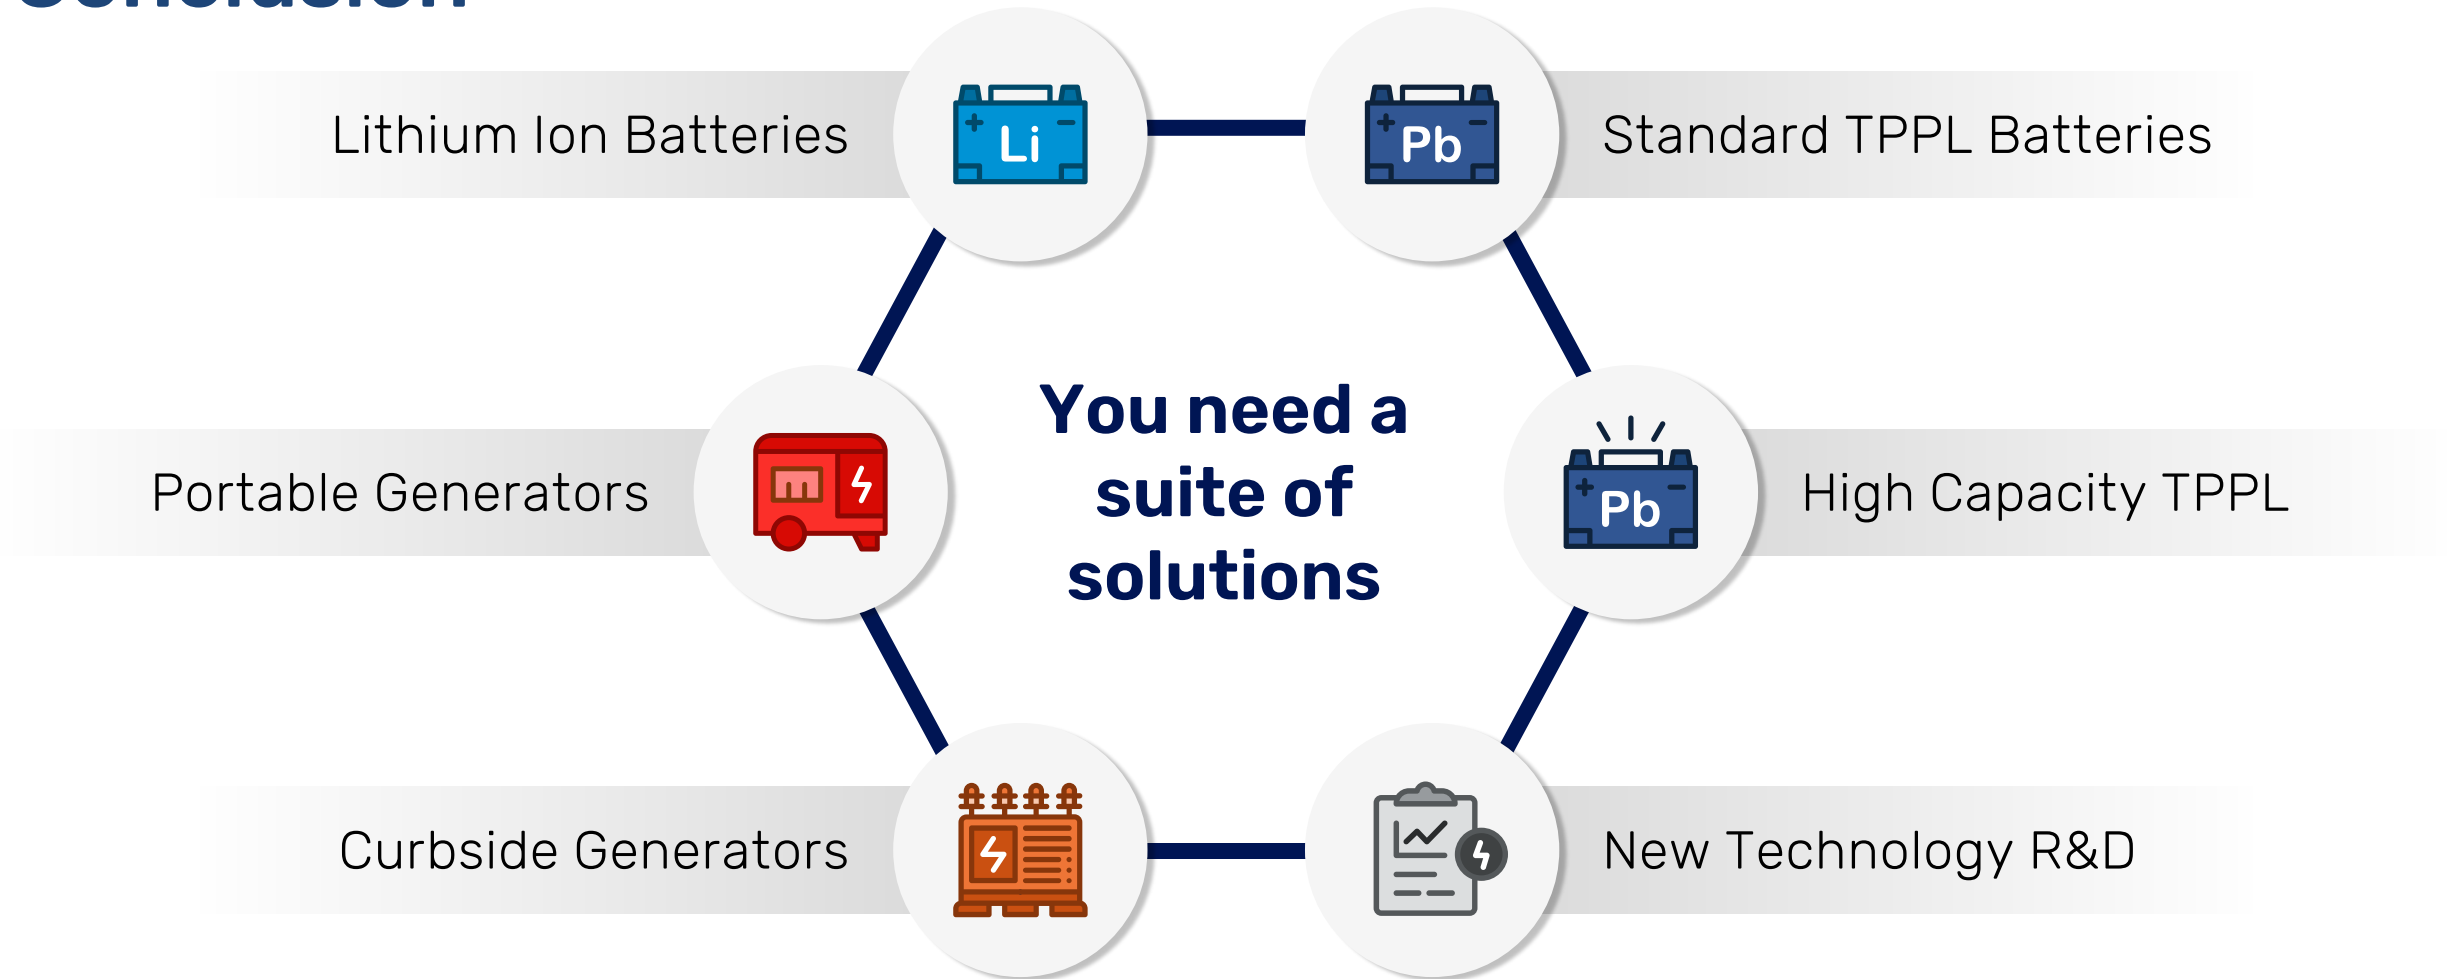 Conclusion
Lithium Ion Batteries
Li
Pb
Standard TPPL Batteries
You need a
suite of
solutions
Portable Generators
Pb
High Capacity TPPL
Curbside Generators
New Technology R&D